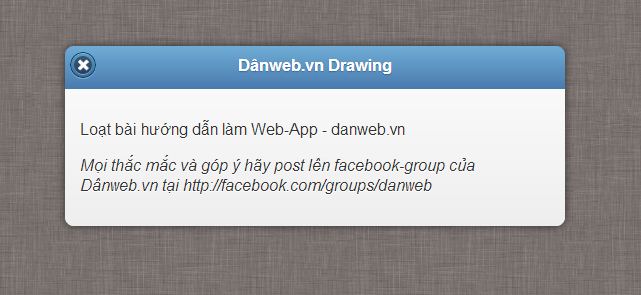 Dânweb.vn Drawing
Loạt bài hướng dẫn làm Web-App - danweb.vn
Mọi thắc mắc và góp ý hãy post lên facebook-group của
Dânweb.vn tại http://facebook.com/groups/danweb